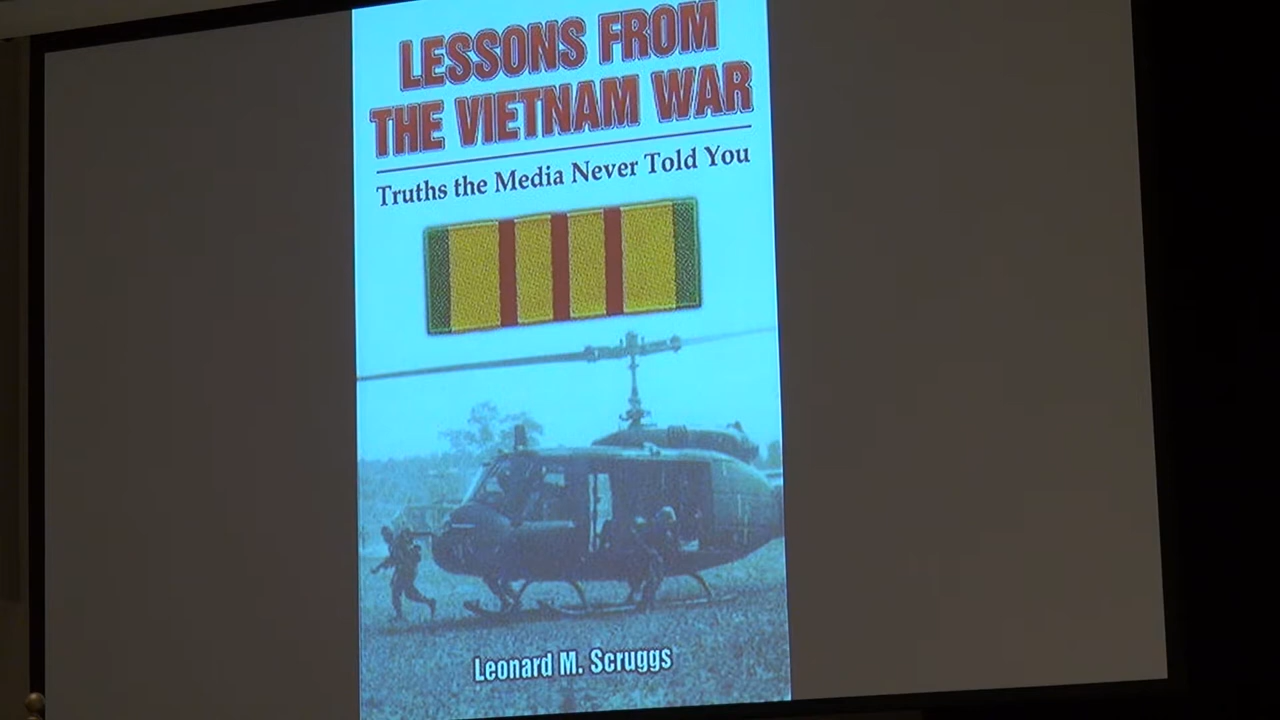 LESSONS FROM
THE VIETNAM WAR
Truths the Media Never Told You
Leonard M. Scruggs